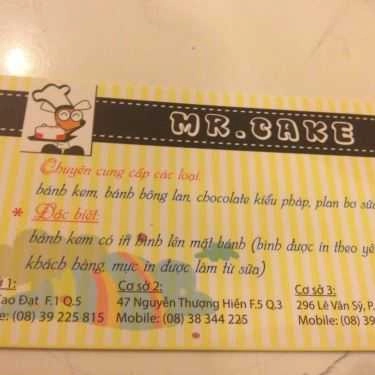 MR.CAKE
Chuyên cung cấp các loại:
bánh kem, bánh bông lan, chocolate kiểu pháp, plan bơ sữa
* Đặc biệt:
bánh kem có in hình lên mặt bánh (hình được in theo yê
khách hàng, mực in được làm từ sữa)
1: Cơ sở 2: Cơ sở 3:
ao Đạt F.1 Q.5 47 Nguyễn Thượng Hiền F.5 Q.3 296 Lê Văn Sỹ, P.
e: (08) 39 225 815 Mobile: (08) 38 344 225 Mobile: (08) 39